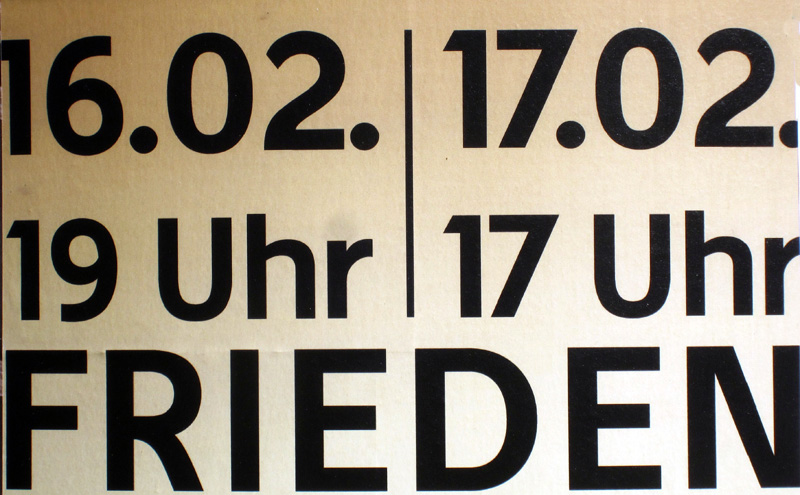 16.02. | 17.02.
19 Uhr | 17 Uhr
FRIEDEN